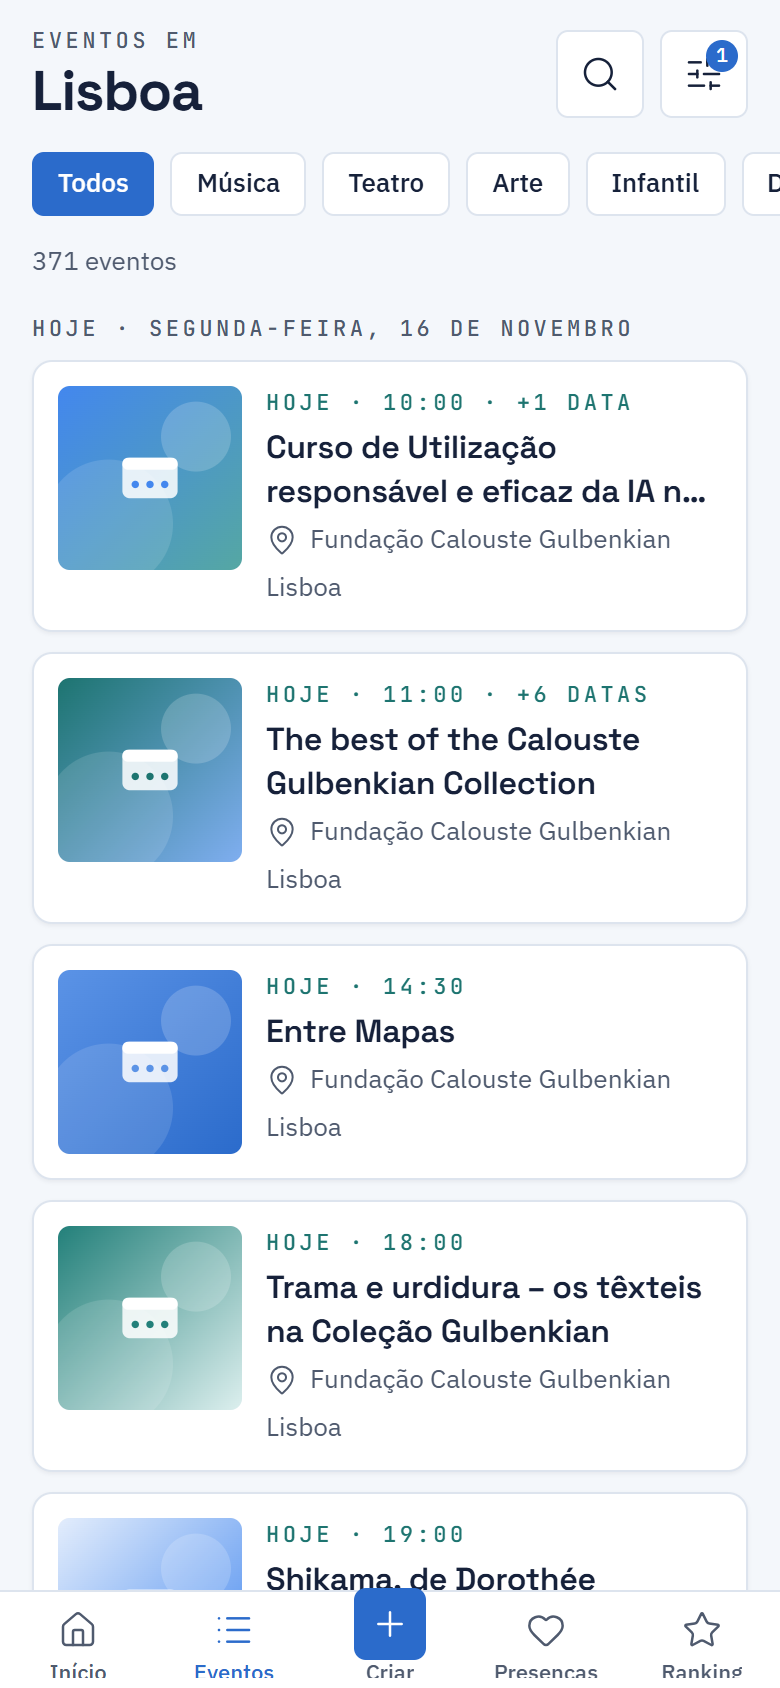 EVENTOS EM
Lisboa
1
Todos
Música
Teatro
Arte
Infantil
371 eventos
HOJE · SEGUNDA-FEIRA, 16 DE NOVEMBRO
HOJE · 10:00 · +1 DATA
Curso de Utilização
responsável e eficaz da IA n...
Fundação Calouste Gulbenkian
Lisboa
HOJE · 11:00 · +6 DATAS
The best of the Calouste
Gulbenkian Collection
Fundação Calouste Gulbenkian
Lisboa
HOJE · 14:30
Entre Mapas
Fundação Calouste Gulbenkian
Lisboa
HOJE · 18:00
Trama e urdidura – os têxteis
na Coleção Gulbenkian
Fundação Calouste Gulbenkian
Lisboa
HOJE · 19:00
Shikama, de Dorothée
Início
Eventos
Criar
Presenças
Ranking